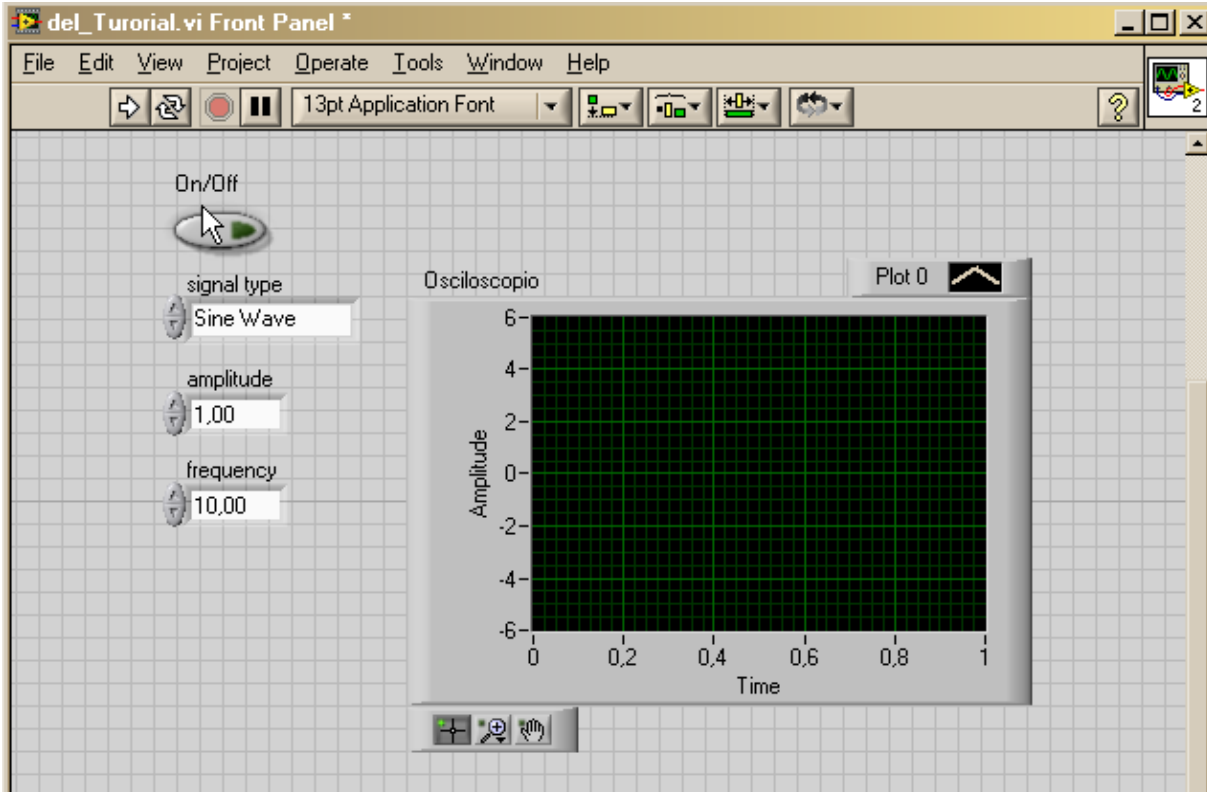 del_Turorial.vi Front Panel *
File Edit View Project Operate Tools Window Help
13pt Application Font
?
2
On/Off
signal type
Sine Wave
amplitude
1,00
frequency
10,00
Osciloscopio
Plot 0
Amplitude
6
4
2
0
-2
-4
-6
0 0,2 0,4 0,6 0,8 1
Time